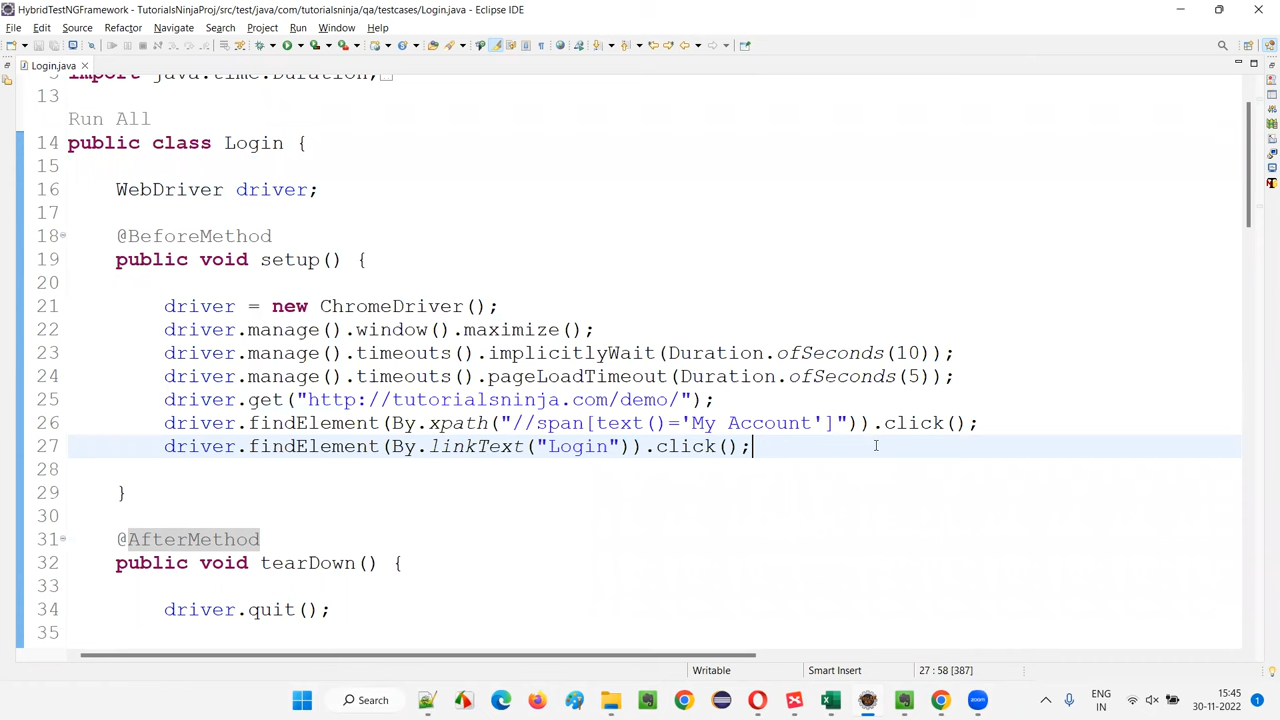 HybridTestNGFramework - TutorialsNinjaProj/src/test/java/com/tutorialsninja/qa/testcases/Login.java - Eclipse IDE
File Edit Source Refactor Navigate Search Project Run Window Help
Login.java
import java.time.Duration;
13
Run All
14 public class Login {
15
16 WebDriver driver;
17
18 @BeforeMethod
19 public void setup() {
20
21 driver = new ChromeDriver();
22 driver.manage().window().maximize();
23 driver.manage().timeouts().implicitlyWait(Duration.ofSeconds(10));
24 driver.manage().timeouts().pageLoadTimeout(Duration.ofSeconds(5));
25 driver.get("http://tutorialsninja.com/demo/");
26 driver.findElement(By.xpath("//span[text()='My Account']")).click();
27 driver.findElement(By.linkText("Login")).click();
28
29 }
30
31 @AfterMethod
32 public void tearDown() {
33
34 driver.quit();
35
Writable Smart Insert 27 : 58 [387]
Search
ENG
IN
15:45
30-11-2022
1